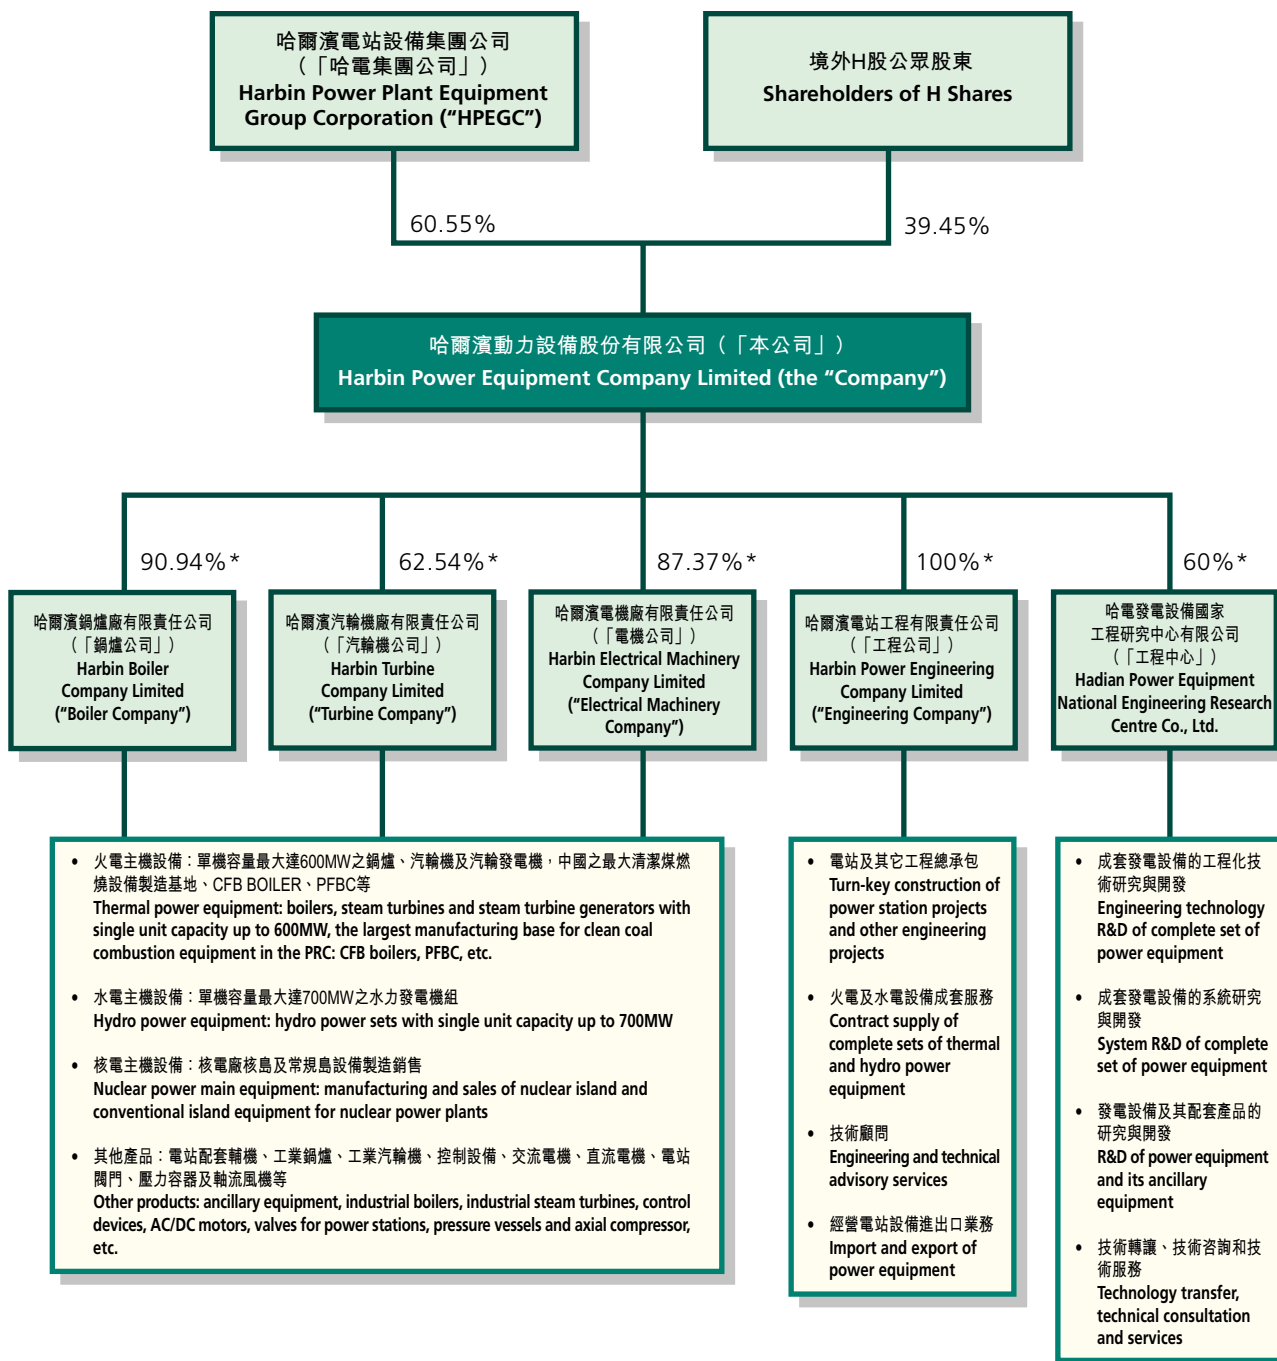 哈爾濱電站設備集團公司
（「哈電集團公司」）
Harbin Power Plant Equipment
Group Corporation (“HPEGC”)
境外H股公眾股東
Shareholders of H Shares
60.55%
39.45%
哈爾濱動力設備股份有限公司（「本公司」）
Harbin Power Equipment Company Limited (the “Company”)
90.94%*
62.54%*
87.37%*
100%*
60%*
哈爾濱鍋爐廠有限責任公司
（「鍋爐公司」）
Harbin Boiler
Company Limited
(“Boiler Company”)
哈爾濱汽輪機廠有限責任公司
（「汽輪機公司」）
Harbin Turbine
Company Limited
(“Turbine Company”)
哈爾濱電機廠有限責任公司
（「電機公司」）
Harbin Electrical Machinery
Company Limited
(“Electrical Machinery
Company”)
哈爾濱電站工程有限責任公司
（「工程公司」）
Harbin Power Engineering
Company Limited
(“Engineering Company”)
哈電發電設備國家
工程研究中心有限公司
（「工程中心」）
Hadian Power Equipment
National Engineering Research
Centre Co., Ltd.
• 火電主機設備：單機容量最大達600MW之鍋爐、汽輪機及汽輪發電機，中國之最大清潔煤燃
燒設備製造基地、CFB BOILER、PFBC等
Thermal power equipment: boilers, steam turbines and steam turbine generators with
single unit capacity up to 600MW, the largest manufacturing base for clean coal
combustion equipment in the PRC: CFB boilers, PFBC, etc.
• 水電主機設備：單機容量最大達700MW之水力發電機組
Hydro power equipment: hydro power sets with single unit capacity up to 700MW
• 核電主機設備：核電廠核島及常規島設備製造銷售
Nuclear power main equipment: manufacturing and sales of nuclear island and
conventional island equipment for nuclear power plants
• 其他產品：電站配套輔機、工業鍋爐、工業汽輪機、控制設備、交流電機、直流電機、電站
閥門、壓力容器及軸流風機等
Other products: ancillary equipment, industrial boilers, industrial steam turbines, control
devices, AC/DC motors, valves for power stations, pressure vessels and axial compressor,
etc.
• 電站及其它工程總承包
Turn-key construction of
power station projects
and other engineering
projects
• 火電及水電設備成套服務
Contract supply of
complete sets of thermal
and hydro power
equipment
• 技術顧問
Engineering and technical
advisory services
• 經營電站設備進出口業務
Import and export of
power equipment
• 成套發電設備的工程化技
術研究與開發
Engineering technology
R&D of complete set of
power equipment
• 成套發電設備的系統研究
與開發
System R&D of complete
set of power equipment
• 發電設備及其配套產品的
研究與開發
R&D of power equipment
and its ancillary
equipment
• 技術轉讓、技術咨詢和技
術服務
Technology transfer,
technical consultation
and services